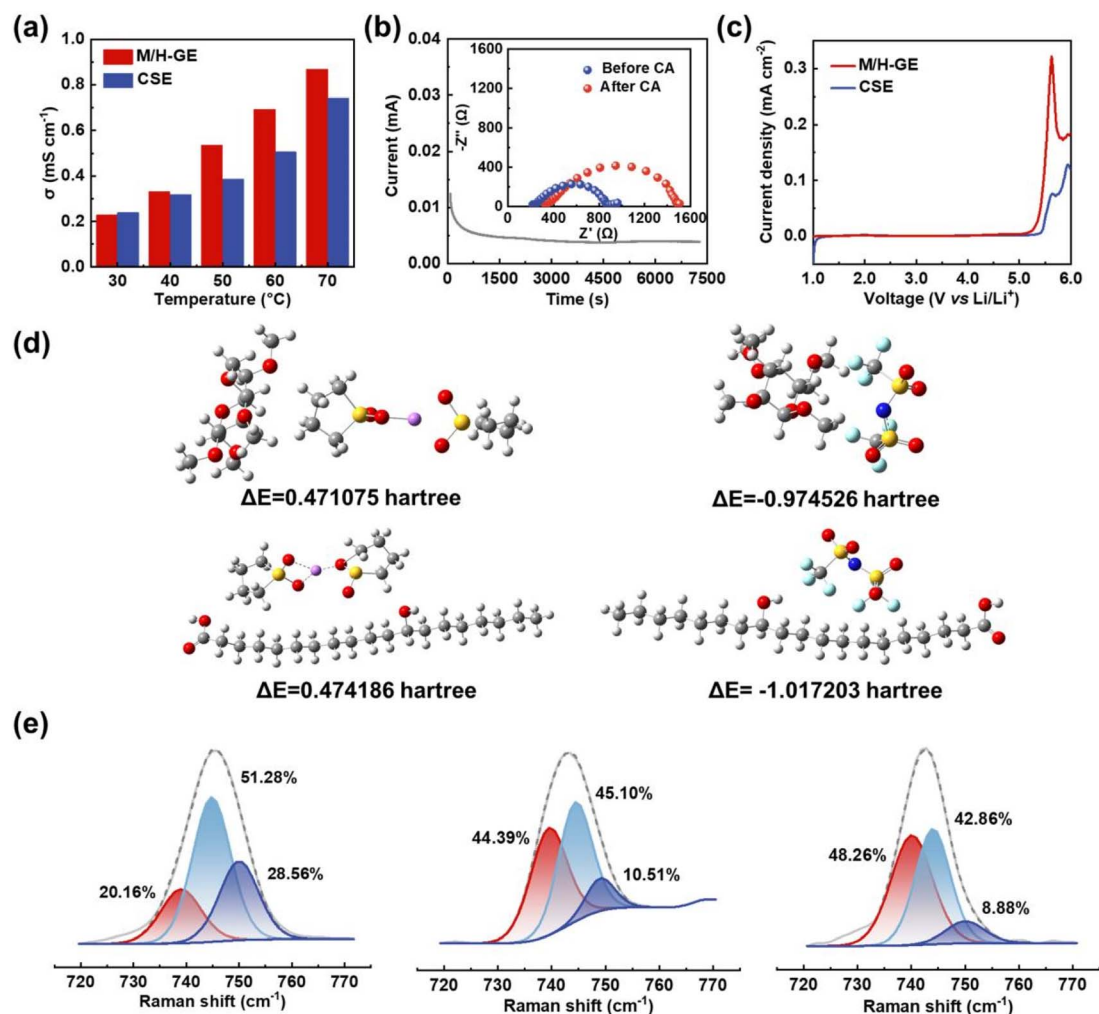 (a)
1.0
0.8
0.6
0.4
0.2
0.0
σ (mS cm⁻¹)
M/H-GE
CSE
30 40 50 60 70
Temperature (°C)
(b)
0.04
0.03
0.02
0.01
0.00
Current (mA)
1600
1200
800
400
0
-Z'' (Ω)
Before CA
After CA
0 400 800 1200 1600
Z' (Ω)
0 1500 3000 4500 6000 7500
Time (s)
(c)
0.3
0.2
0.1
0.0
Current density (mA cm⁻²)
M/H-GE
CSE
1.0 2.0 3.0 4.0 5.0 6.0
Voltage (V vs Li/Li⁺)
(d)
ΔE=0.471075 hartree
ΔE=-0.974526 hartree
ΔE=0.474186 hartree
ΔE= -1.017203 hartree
(e)
51.28%
20.16%
28.56%
720 730 740 750 760 770
Raman shift (cm⁻¹)
45.10%
44.39%
10.51%
720 730 740 750 760 770
Raman shift (cm⁻¹)
42.86%
48.26%
8.88%
720 730 740 750 760 770
Raman shift (cm⁻¹)